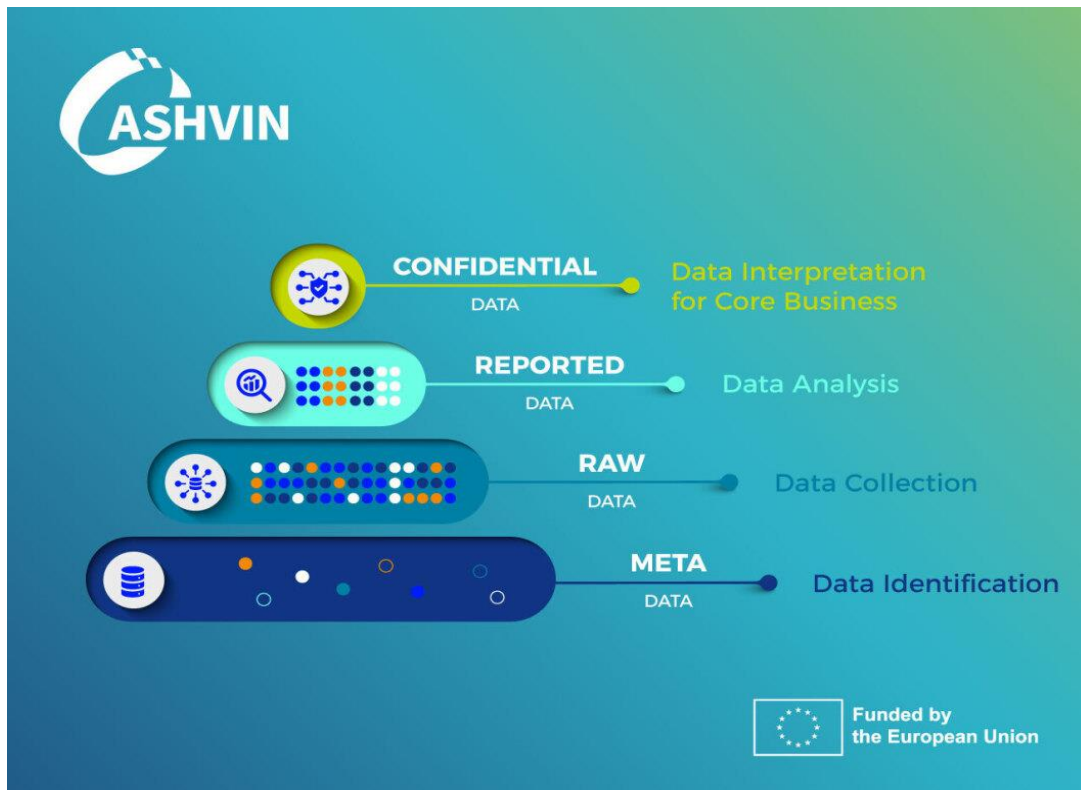 ASHVIN
CONFIDENTIAL
DATA
Data Interpretation
for Core Business
REPORTED
DATA
Data Analysis
RAW
DATA
Data Collection
META
DATA
Data Identification
Funded by
the European Union